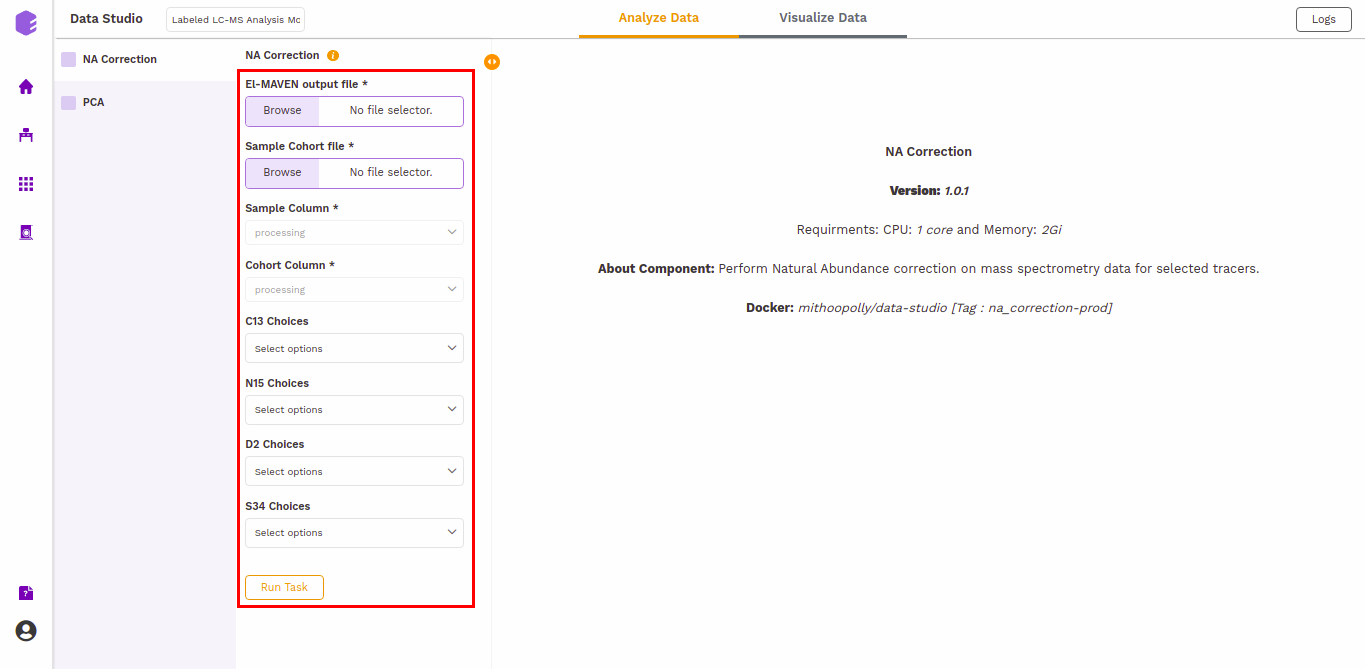 Data Studio
Labeled LC-MS Analysis Mo
Analyze Data
Visualize Data
Logs
NA Correction
PCA
NA Correction
i
El-MAVEN output file *
Browse
No file selector.
Sample Cohort file *
Browse
No file selector.
Sample Column *
processing
Cohort Column *
processing
C13 Choices
Select options
N15 Choices
Select options
D2 Choices
Select options
S34 Choices
Select options
Run Task
NA Correction
Version: 1.0.1
Requirments: CPU: 1 core and Memory: 2Gi
About Component: Perform Natural Abundance correction on mass spectrometry data for selected tracers.
Docker: mithoopolly/data-studio [Tag : na_correction-prod]
?